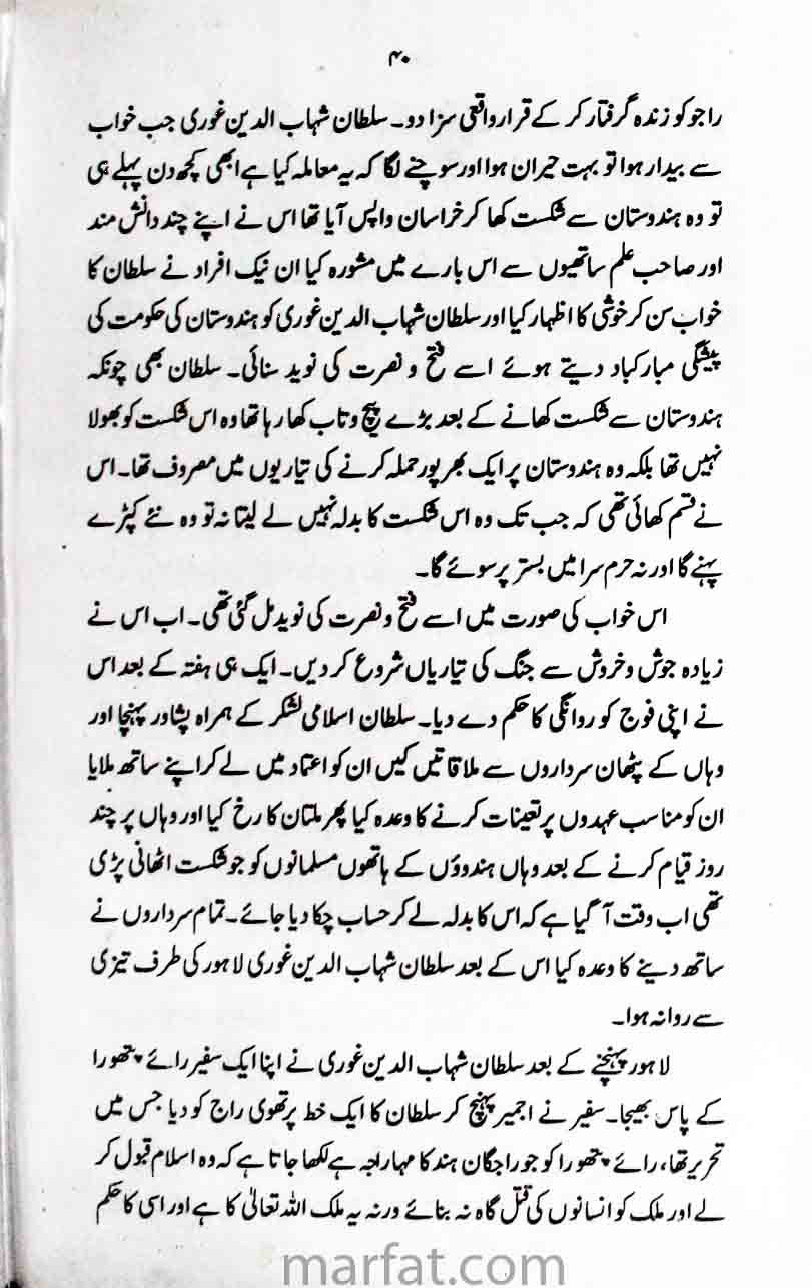 ۴۰
راجو کو زندہ گرفتار کر کے قرار واقعی سزا دو۔ سلطان شہاب الدین غوری جب خواب
سے بیدار ہوا تو بہت حیران ہوا اور سوچنے لگا کہ یہ معاملہ کیا ہے ابھی کچھ دن پہلے ہی
تو وہ ہندوستان سے شکست کھا کر خراسان واپس آیا تھا اس نے اپنے چند دانش مند
اور صاحب علم ساتھیوں سے اس بارے میں مشورہ کیا ان نیک افراد نے سلطان کا
خواب سن کر خوشی کا اظہار کیا اور سلطان شہاب الدین غوری کو ہندوستان کی حکومت کی
پیشگی مبارکباد دیتے ہوئے اسے فتح و نصرت کی نوید سنائی۔ سلطان بھی چونکہ
ہندوستان سے شکست کھانے کے بعد بڑے پیچ و تاب کھا رہا تھا وہ اس شکست کو بھولا
نہیں تھا بلکہ وہ ہندوستان پر ایک بھرپور حملہ کرنے کی تیاریوں میں مصروف تھا۔ اس
نے قسم کھائی تھی کہ جب تک وہ اس شکست کا بدلہ نہیں لے لیتا نہ تو وہ نئے کپڑے
پہنے گا اور نہ حرم سرا میں بستر پر سوئے گا۔
اس خواب کی صورت میں اسے فتح و نصرت کی نوید مل گئی تھی۔ اب اس نے
زیادہ جوش و خروش سے جنگ کی تیاریاں شروع کر دیں۔ ایک ہی ہفتہ کے بعد اس
نے اپنی فوج کو روانگی کا حکم دے دیا۔ سلطان اسلامی لشکر کے ہمراہ پشاور پہنچا اور
وہاں کے پٹھان سرداروں سے ملاقاتیں کیں ان کو اعتماد میں لے کر اپنے ساتھ ملایا
ان کو مناسب عہدوں پر تعینات کرنے کا وعدہ کیا پھر ملتان کا رخ کیا اور وہاں پر چند
روز قیام کرنے کے بعد وہاں ہندوؤں کے ہاتھوں مسلمانوں کو جو شکست اٹھانی پڑی
تھی اب وقت آ گیا ہے کہ اس کا بدلہ لے کر حساب چکا دیا جائے۔ تمام سرداروں نے
ساتھ دینے کا وعدہ کیا اس کے بعد سلطان شہاب الدین غوری لاہور کی طرف تیزی
سے روانہ ہوا۔
لاہور پہنچنے کے بعد سلطان شہاب الدین غوری نے اپنا ایک سفیر رائے پتھورا
کے پاس بھیجا۔ سفیر نے اجمیر پہنچ کر سلطان کا ایک خط پرتھوی راج کو دیا جس میں
تحریر تھا، رائے پتھورا کو جو راجگان ہند کا مہاراجہ ہے لکھا جاتا ہے کہ وہ اسلام قبول کر
لے اور ملک کو انسانوں کی قتل گاہ نہ بنائے ورنہ یہ ملک اللہ تعالیٰ کا ہے اور اسی کا حکم
marfat.com